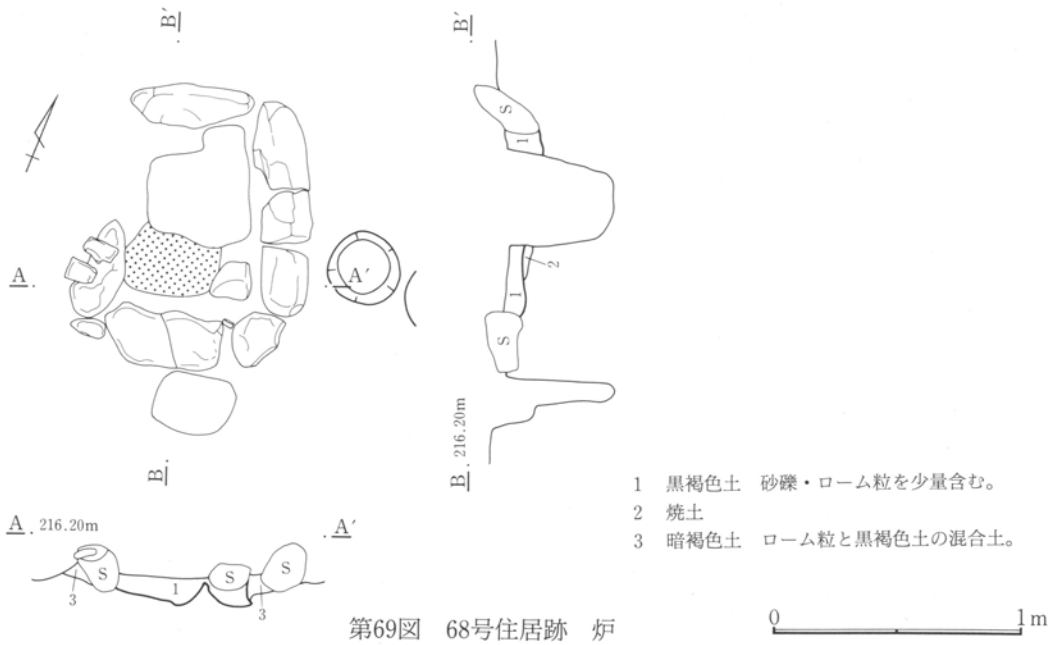 B′
B′
S
1
A
A′
2
1
S
B
B
216.20m
1 黒褐色土 砂礫・ローム粒を少量含む。
2 焼土
3 暗褐色土 ローム粒と黒褐色土の混合土。
A 216.20m
A′
S
S
S
1
3
3
第69図 68号住居跡 炉
0
1m